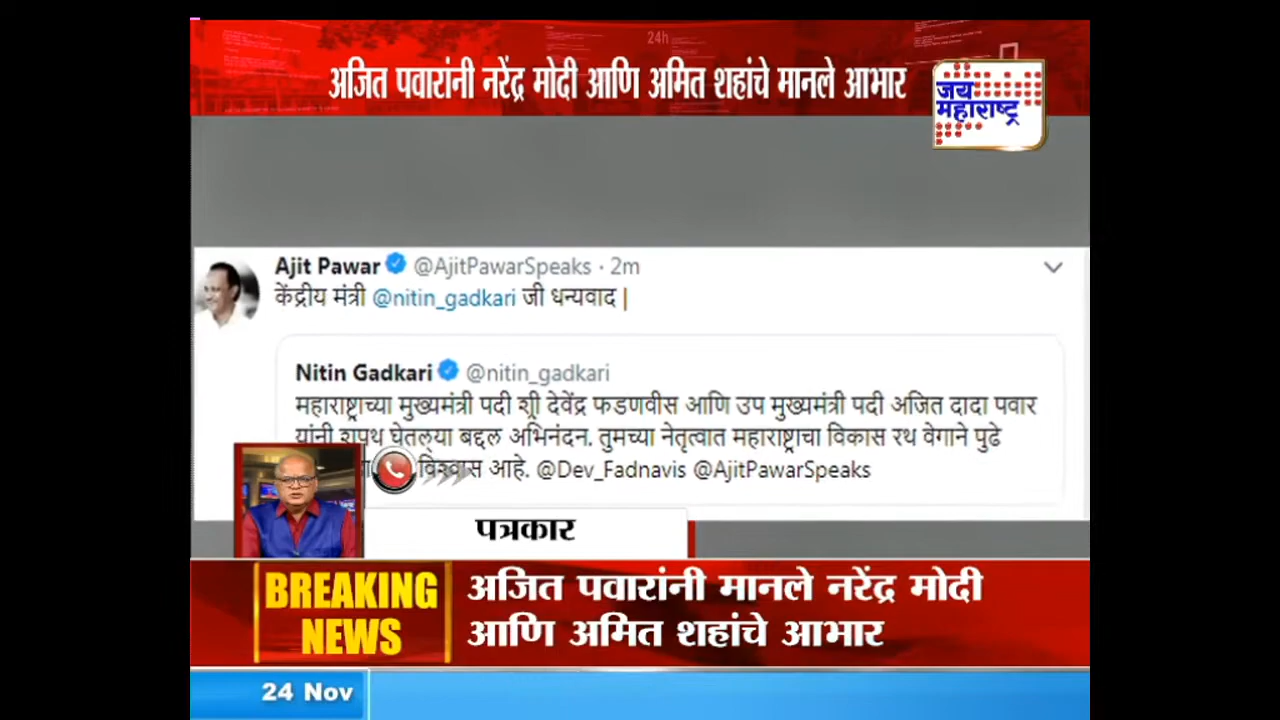 24h
अजित पवारांनी नरेंद्र मोदी आणि अमित शहांचे मानले आभार
जय
महाराष्ट्र
Ajit Pawar @AjitPawarSpeaks · 2m
केंद्रीय मंत्री @nitin_gadkari जी धन्यवाद |
Nitin Gadkari @nitin_gadkari
महाराष्ट्राच्या मुख्यमंत्री पदी श्री देवेंद्र फडणवीस आणि उप मुख्यमंत्री पदी अजित दादा पवार
यांनी शपथ घेतल्या बद्दल अभिनंदन. तुमच्या नेतृत्वात महाराष्ट्राचा विकास रथ वेगाने पुढे
विश्वास आहे. @Dev_Fadnavis @AjitPawarSpeaks
पत्रकार
BREAKING
NEWS
अजित पवारांनी मानले नरेंद्र मोदी
आणि अमित शहांचे आभार
24 Nov